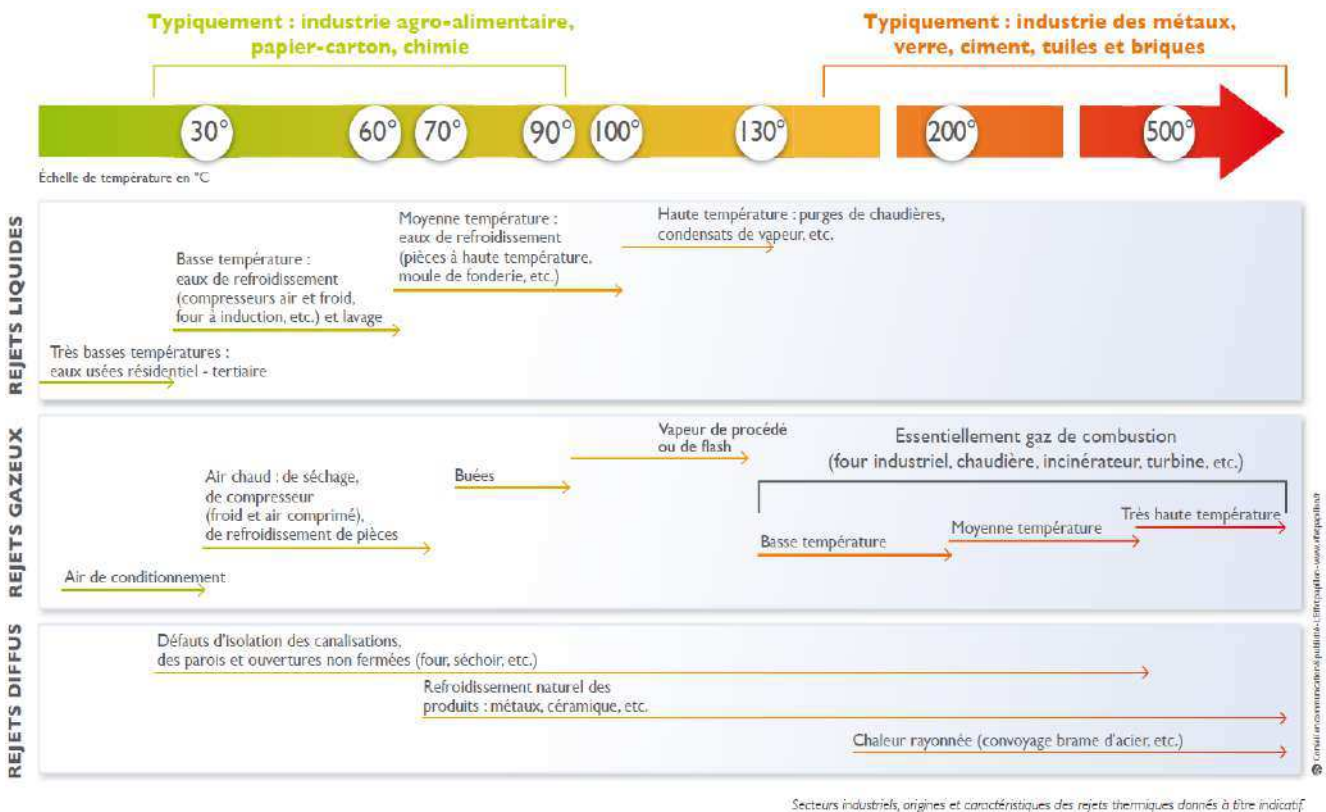 Typiquement : industrie agro-alimentaire,
papier-carton, chimie
Typiquement : industrie des métaux,
verre, ciment, tuiles et briques
30°
60°
70°
90°
100°
130°
200°
500°
Échelle de température en °C
REJETS LIQUIDES
Haute température : purges de chaudières,
condensats de vapeur, etc.
Moyenne température :
eaux de refroidissement
(pièces à haute température,
moule de fonderie, etc.)
Basse température :
eaux de refroidissement
(compresseurs air et froid,
four à induction, etc.) et lavage
Très basses températures :
eaux usées résidentiel - tertiaire
REJETS GAZEUX
Vapeur de procédé
ou de flash
Essentiellement gaz de combustion
(four industriel, chaudière, incinérateur, turbine, etc.)
Air chaud : de séchage,
de compresseur
(froid et air comprimé),
de refroidissement de pièces
Buées
Très haute température
Moyenne température
Basse température
Air de conditionnement
REJETS DIFFUS
Défauts d'isolation des canalisations,
des parois et ouvertures non fermées (four, séchoir, etc.)
Refroidissement naturel des
produits : métaux, céramique, etc.
Chaleur rayonnée (convoyage brame d'acier, etc.)
Secteurs industriels, origines et caractéristiques des rejets thermiques donnés à titre indicatif